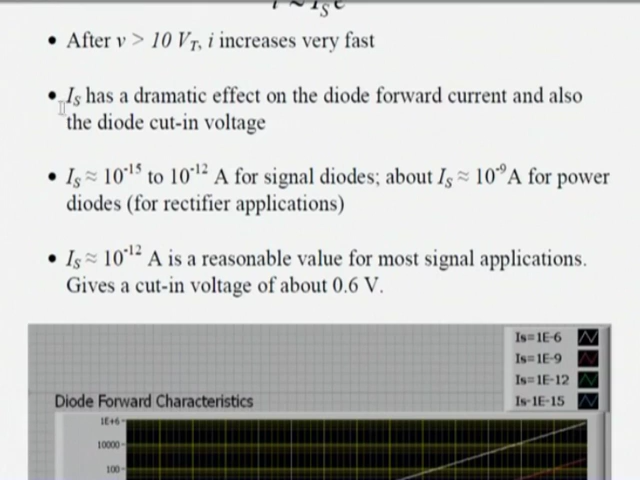 • After v > 10 V_T, i increases very fast
• I_S has a dramatic effect on the diode forward current and also
the diode cut-in voltage
• I_S ≈ 10^-15 to 10^-12 A for signal diodes; about I_S ≈ 10^-9 A for power
diodes (for rectifier applications)
• I_S ≈ 10^-12 A is a reasonable value for most signal applications.
Gives a cut-in voltage of about 0.6 V.
Is=1E-6
Is=1E-9
Is=1E-12
Is-1E-15
Diode Forward Characteristics
1E+6
10000
100